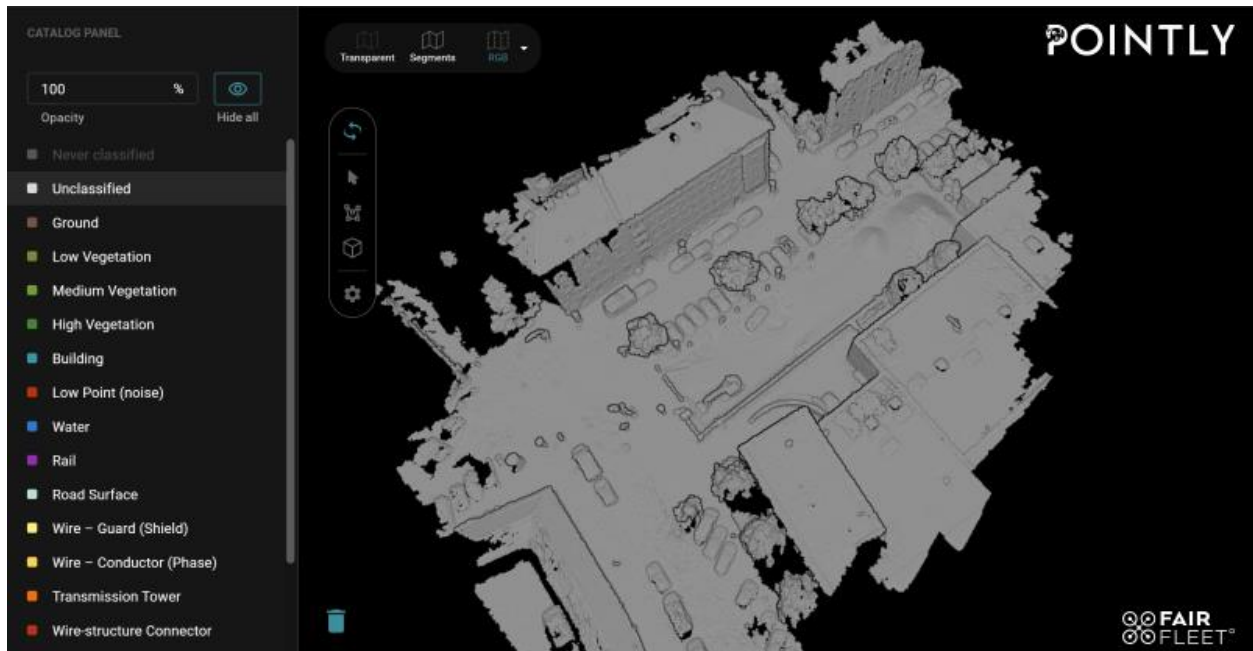 CATALOG PANEL
100 %
Opacity
Hide all
Never classified
Unclassified
Ground
Low Vegetation
Medium Vegetation
High Vegetation
Building
Low Point (noise)
Water
Rail
Road Surface
Wire – Guard (Shield)
Wire – Conductor (Phase)
Transmission Tower
Wire-structure Connector
Transparent Segments RGB
POINTLY
FAIR
FLEET